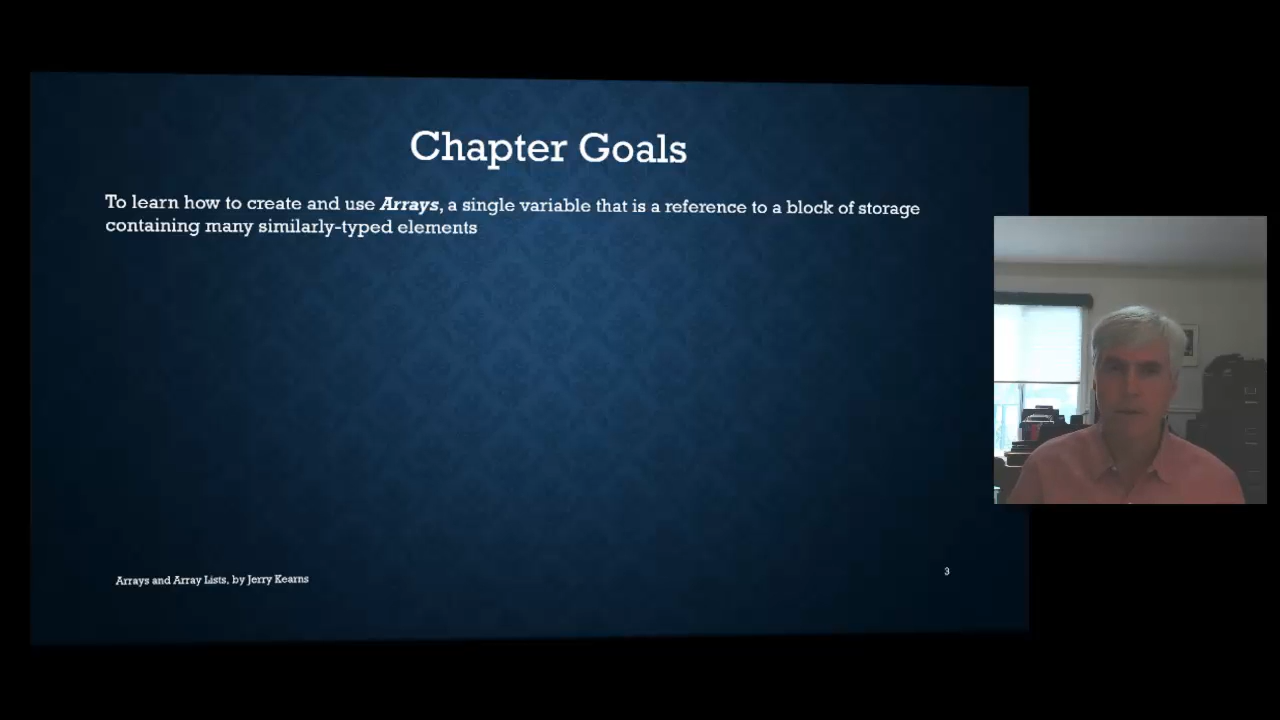 Chapter Goals
To learn how to create and use Arrays, a single variable that is a reference to a block of storage
containing many similarly-typed elements
Arrays and Array Lists, by Jerry Kearns
3